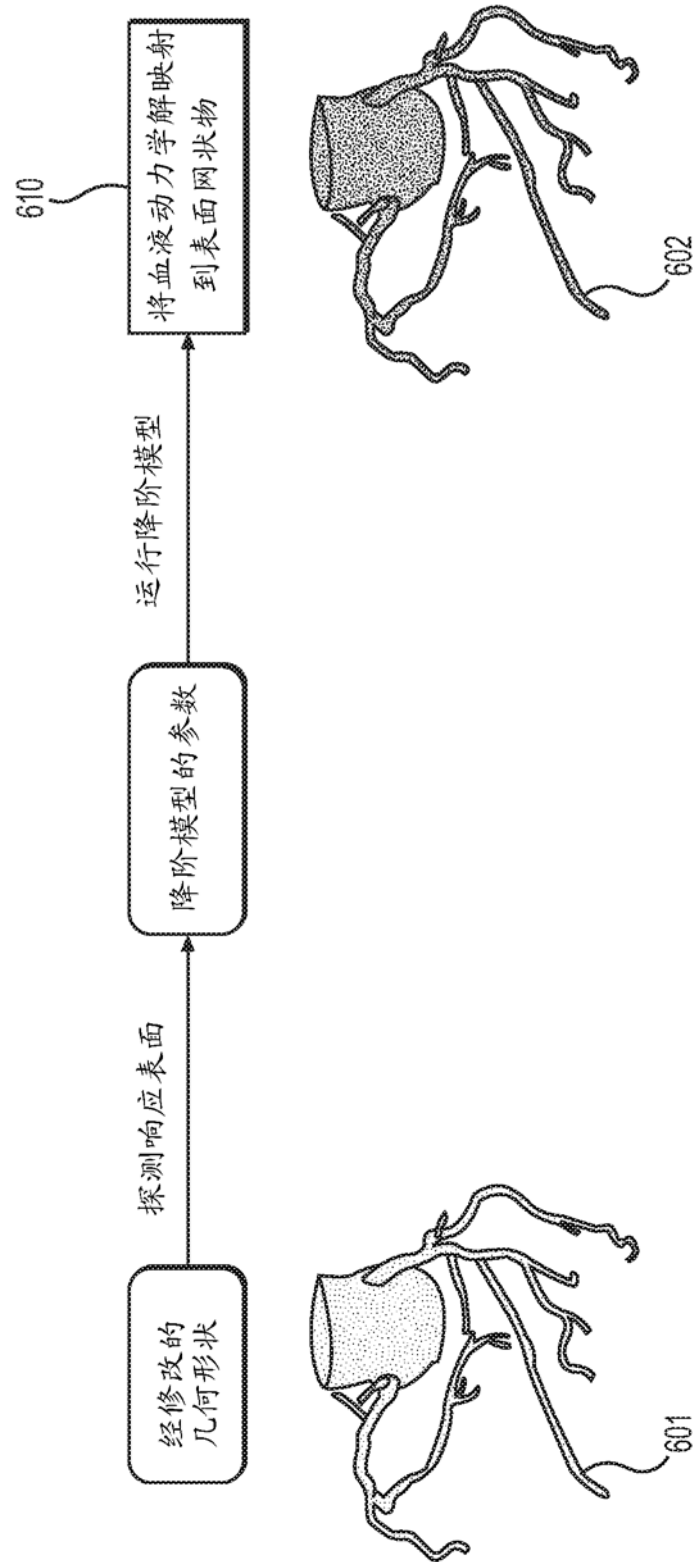 经修改的
几何形状
探测响应表面
降阶模型的参数
运行降阶模型
610
将血液动力学解映射
到表面网状物
601
602